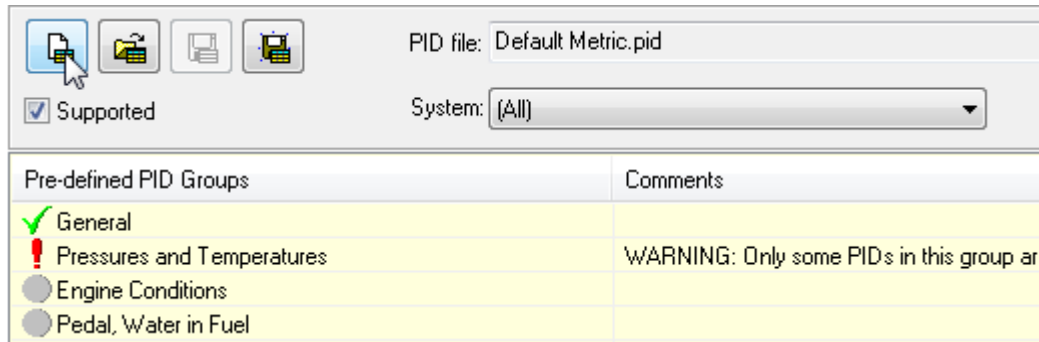 PID file: Default Metric.pid
Supported System: (All)
Pre-defined PID Groups Comments
General
Pressures and Temperatures WARNING: Only some PIDs in this group ar
Engine Conditions
Pedal, Water in Fuel